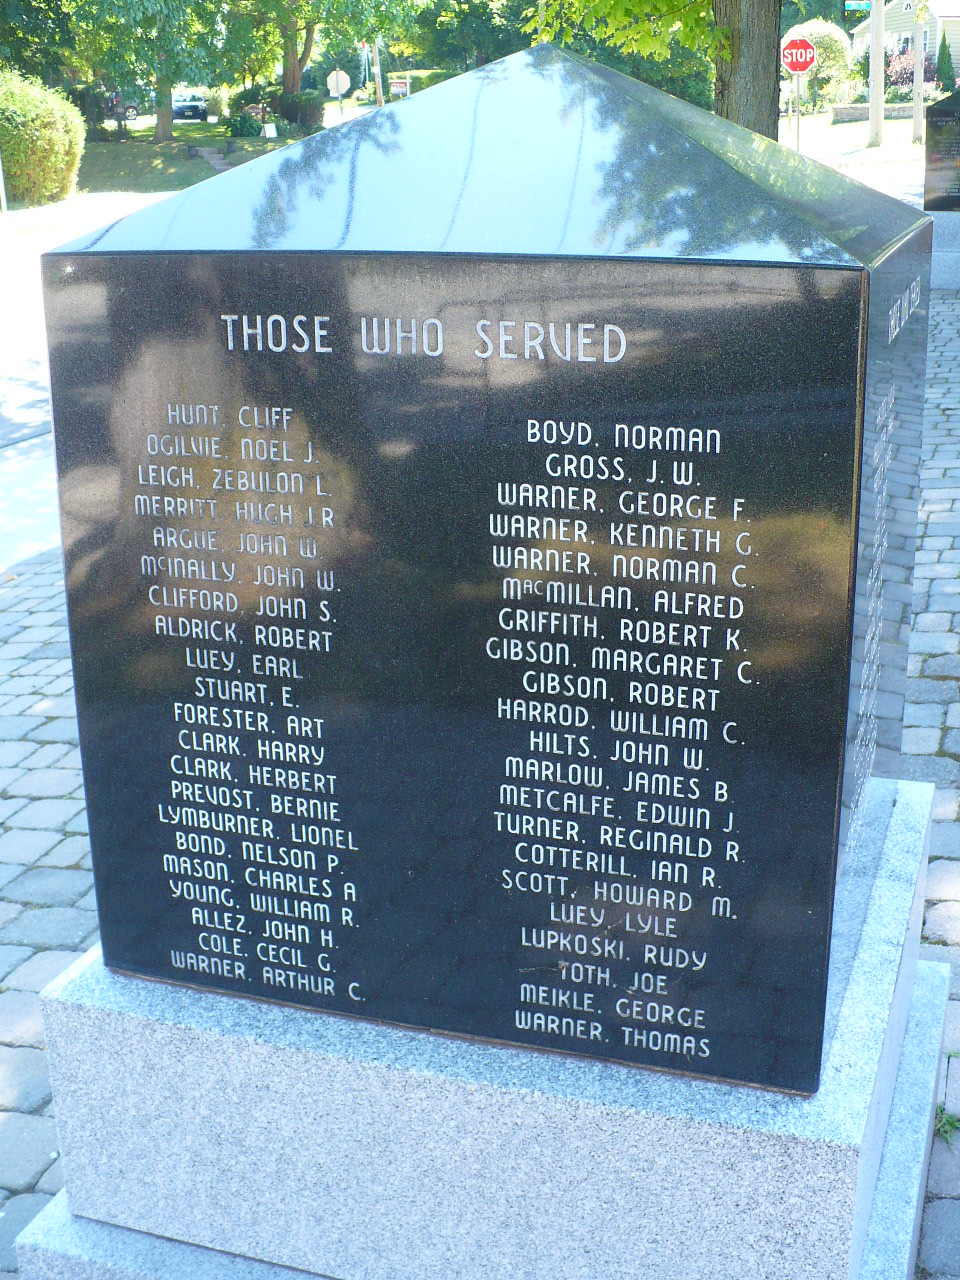 STOP
THOSE WHO SERVED
HUNT, CLIFF
OGILVIE, NOEL J.
LEIGH, ZEBULON L.
MERRITT HUGH J.R
ARGUE, JOHN W.
McINALLY, JOHN W.
CLIFFORD, JOHN S.
ALDRICK, ROBERT
LUEY, EARL
STUART, E.
FORESTER, ART
CLARK, HARRY
CLARK, HERBERT
PREVOST, BERNIE
LYMBURNER, LIONEL
BOND, NELSON P.
MASON, CHARLES A
YOUNG, WILLIAM R.
ALLEZ, JOHN H.
COLE, CECIL G.
WARNER, ARTHUR C.
BOYD, NORMAN
GROSS, J. W.
WARNER, GEORGE F.
WARNER, KENNETH G.
WARNER, NORMAN C.
MacMILLAN, ALFRED
GRIFFITH, ROBERT K.
GIBSON, MARGARET C.
GIBSON, ROBERT
HARROD, WILLIAM C.
HILTS, JOHN W.
MARLOW, JAMES B.
METCALFE, EDWIN J.
TURNER, REGINALD R.
COTTERILL, IAN R.
SCOTT, HOWARD M.
LUEY, LYLE
LUPKOSKI, RUDY
TOTH, JOE
MEIKLE, GEORGE
WARNER, THOMAS